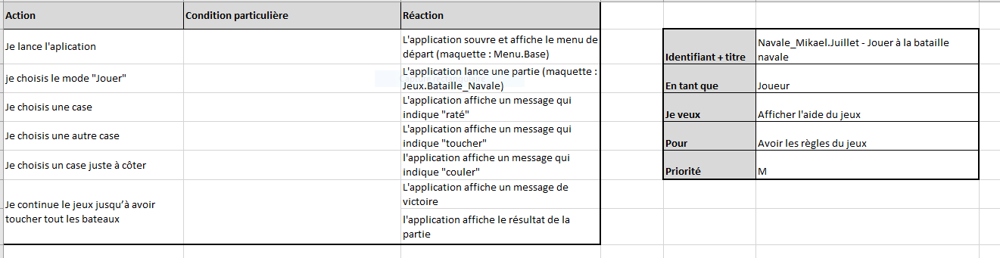 Action Condition particulière Réaction
Je lance l'aplication
L'application souvre et affiche le menu de
départ (maquette : Menu.Base)
je choisis le mode "Jouer"
L'application lance une partie (maquette :
Jeux.Bataille_Navale)
Je choisis une case
L'application affiche un message qui
indique "raté"
Je choisis une autre case
L'application affiche un message qui
indique "toucher"
Je choisis un case juste à côter
l'application affiche un message qui
indique "couler"
Je continue le jeux jusqu'à avoir
toucher tout les bateaux
L'application affiche un message de
victoire
l'application affiche le résultat de la
partie
Identifiant + titre
Navale_Mikael.Juillet - Jouer à la bataille
navale
En tant que Joueur
Je veux Afficher l'aide du jeux
Pour Avoir les règles du jeux
Priorité M